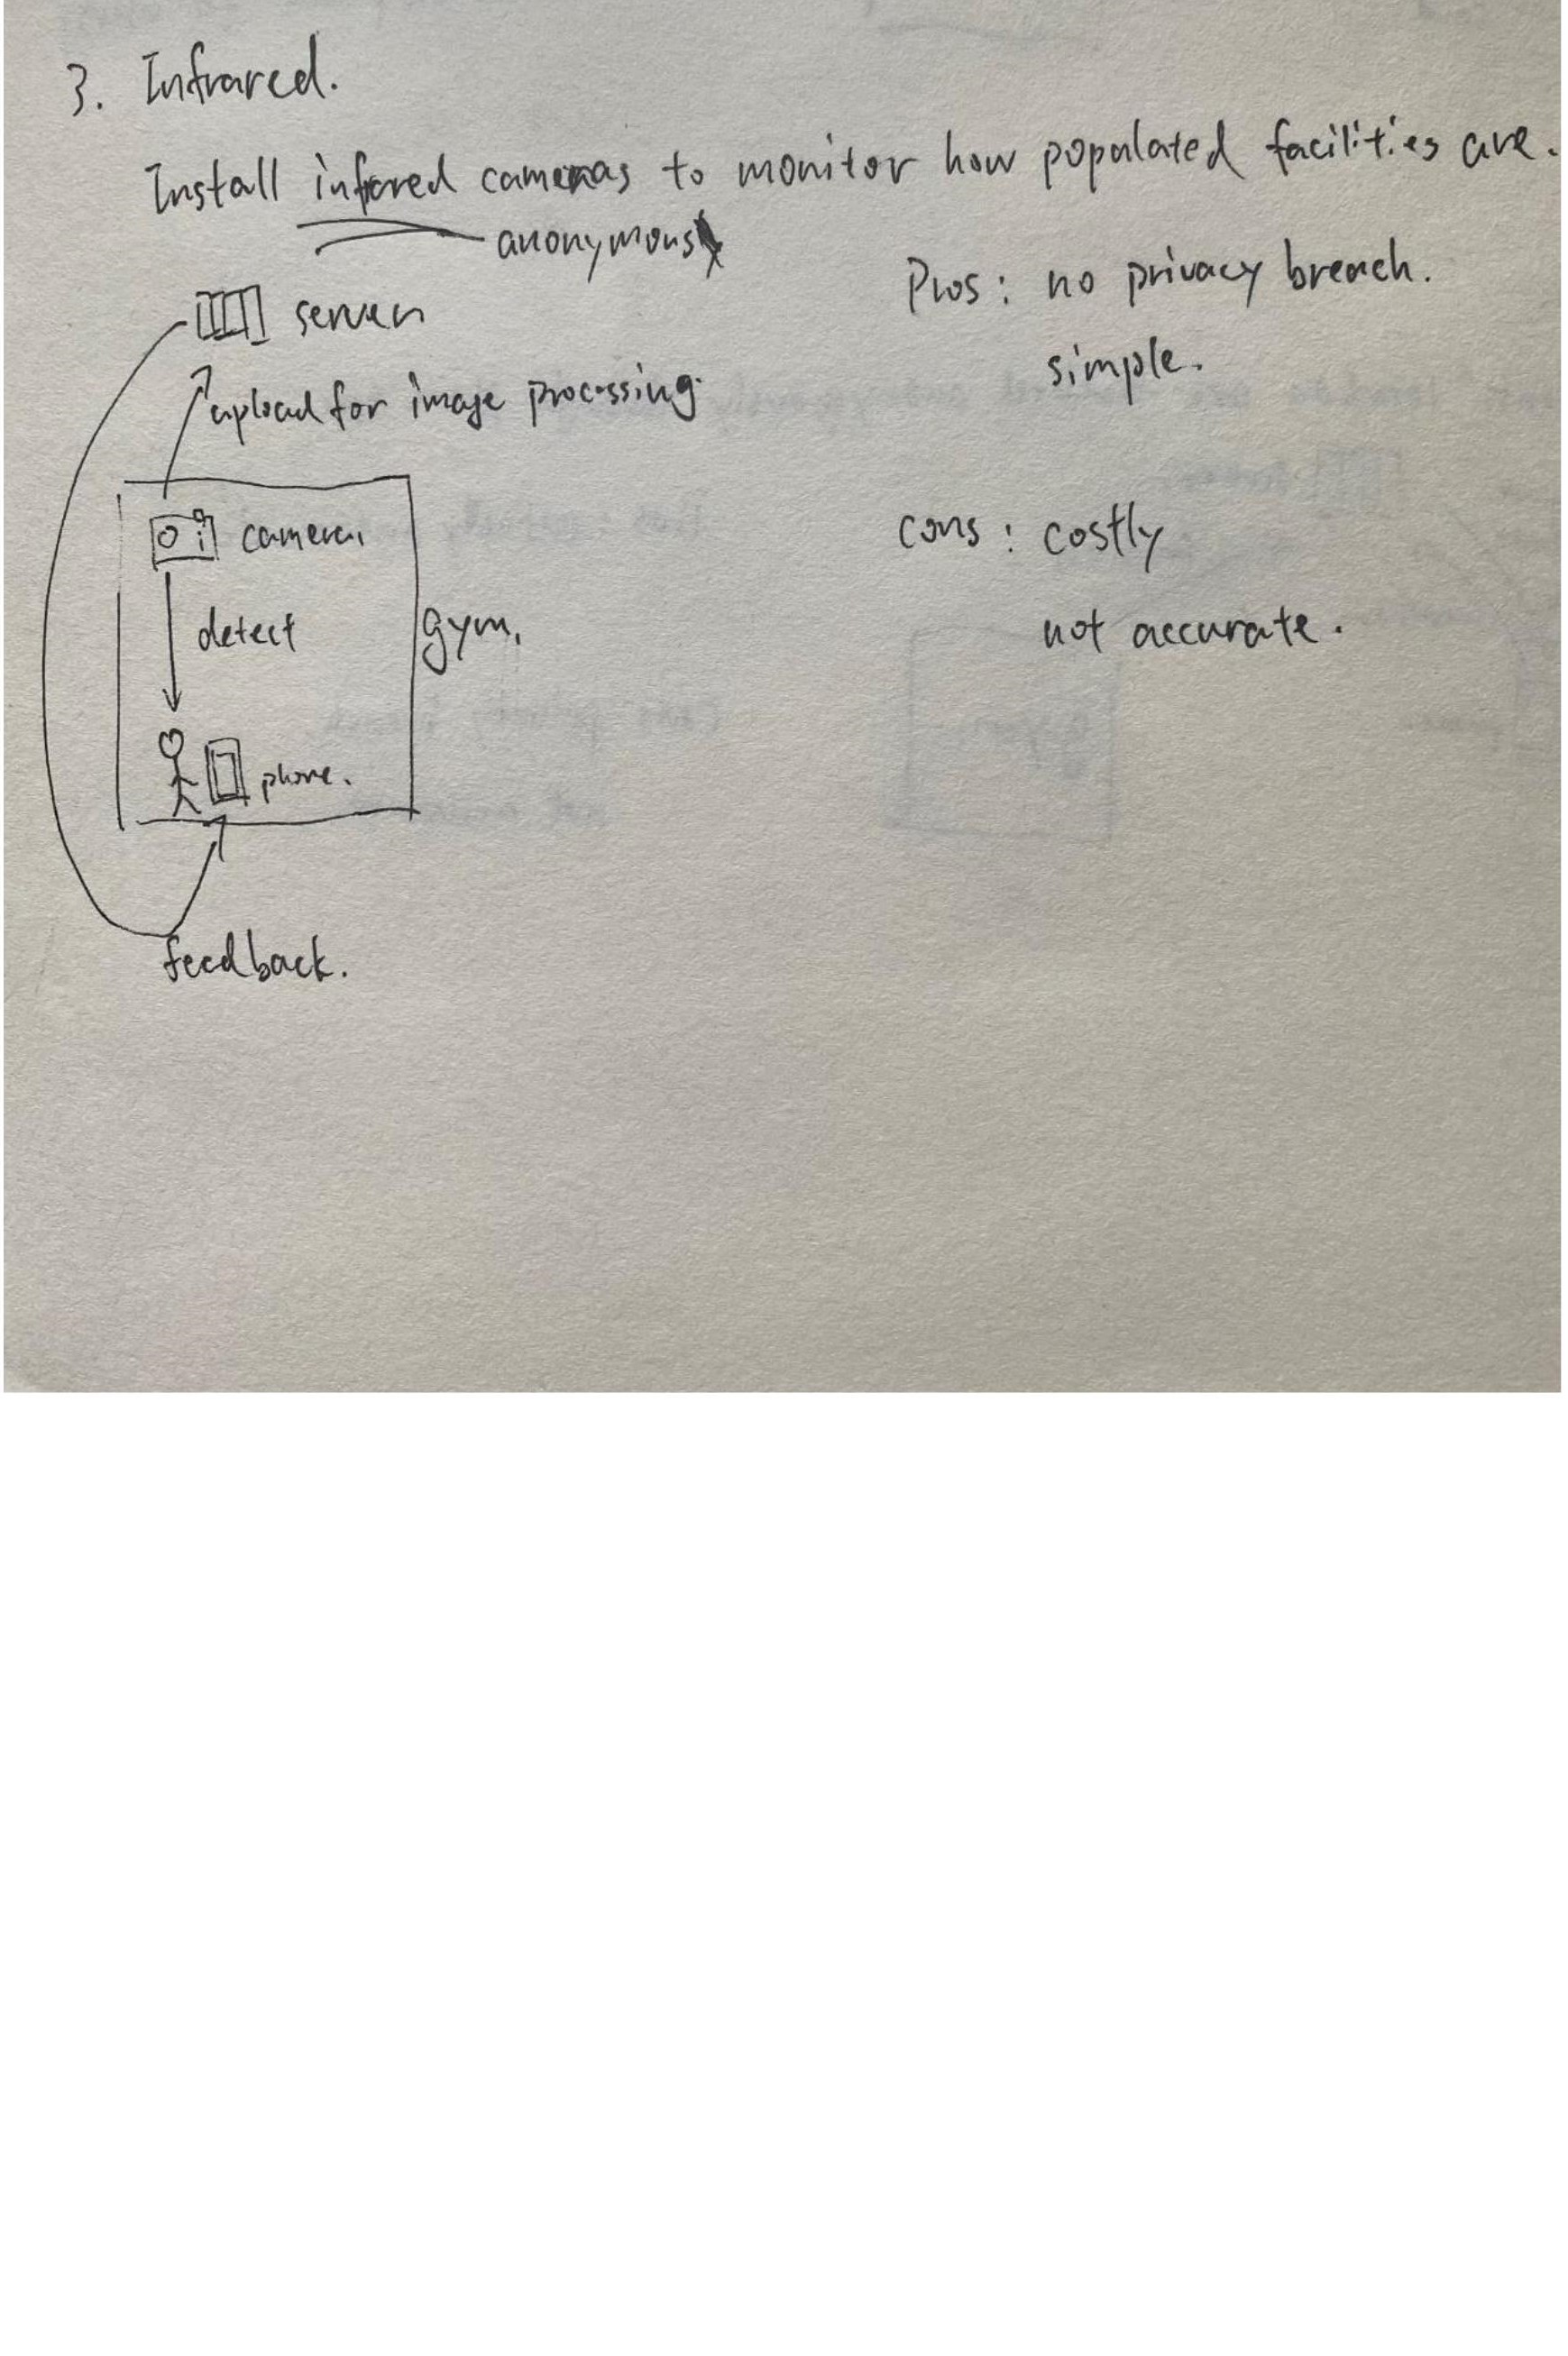 3. Infrared.
Install infared cameras to monitor how populated facilities are.
anonymous
server
upload for image processing.
camera
detect
gym.
phone.
feedback.
Pros: no privacy breach.
simple.
cons: costly
not accurate.